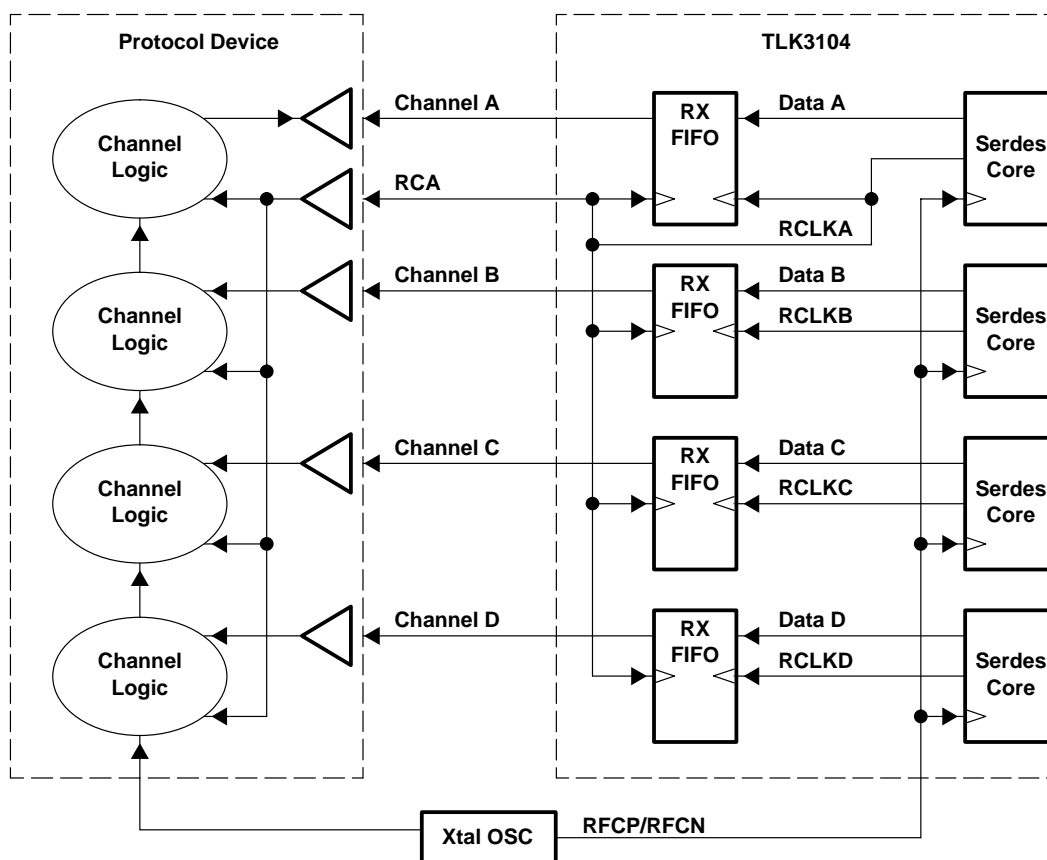 Protocol Device
TLK3104
Channel
Logic
Channel A
RX
FIFO
Data A
Serdes
Core
RCA
RCLKA
Channel
Logic
Channel B
RX
FIFO
Data B
RCLKB
Serdes
Core
Channel
Logic
Channel C
RX
FIFO
Data C
RCLKC
Serdes
Core
Channel
Logic
Channel D
RX
FIFO
Data D
RCLKD
Serdes
Core
Xtal OSC
RFCP/RFCN